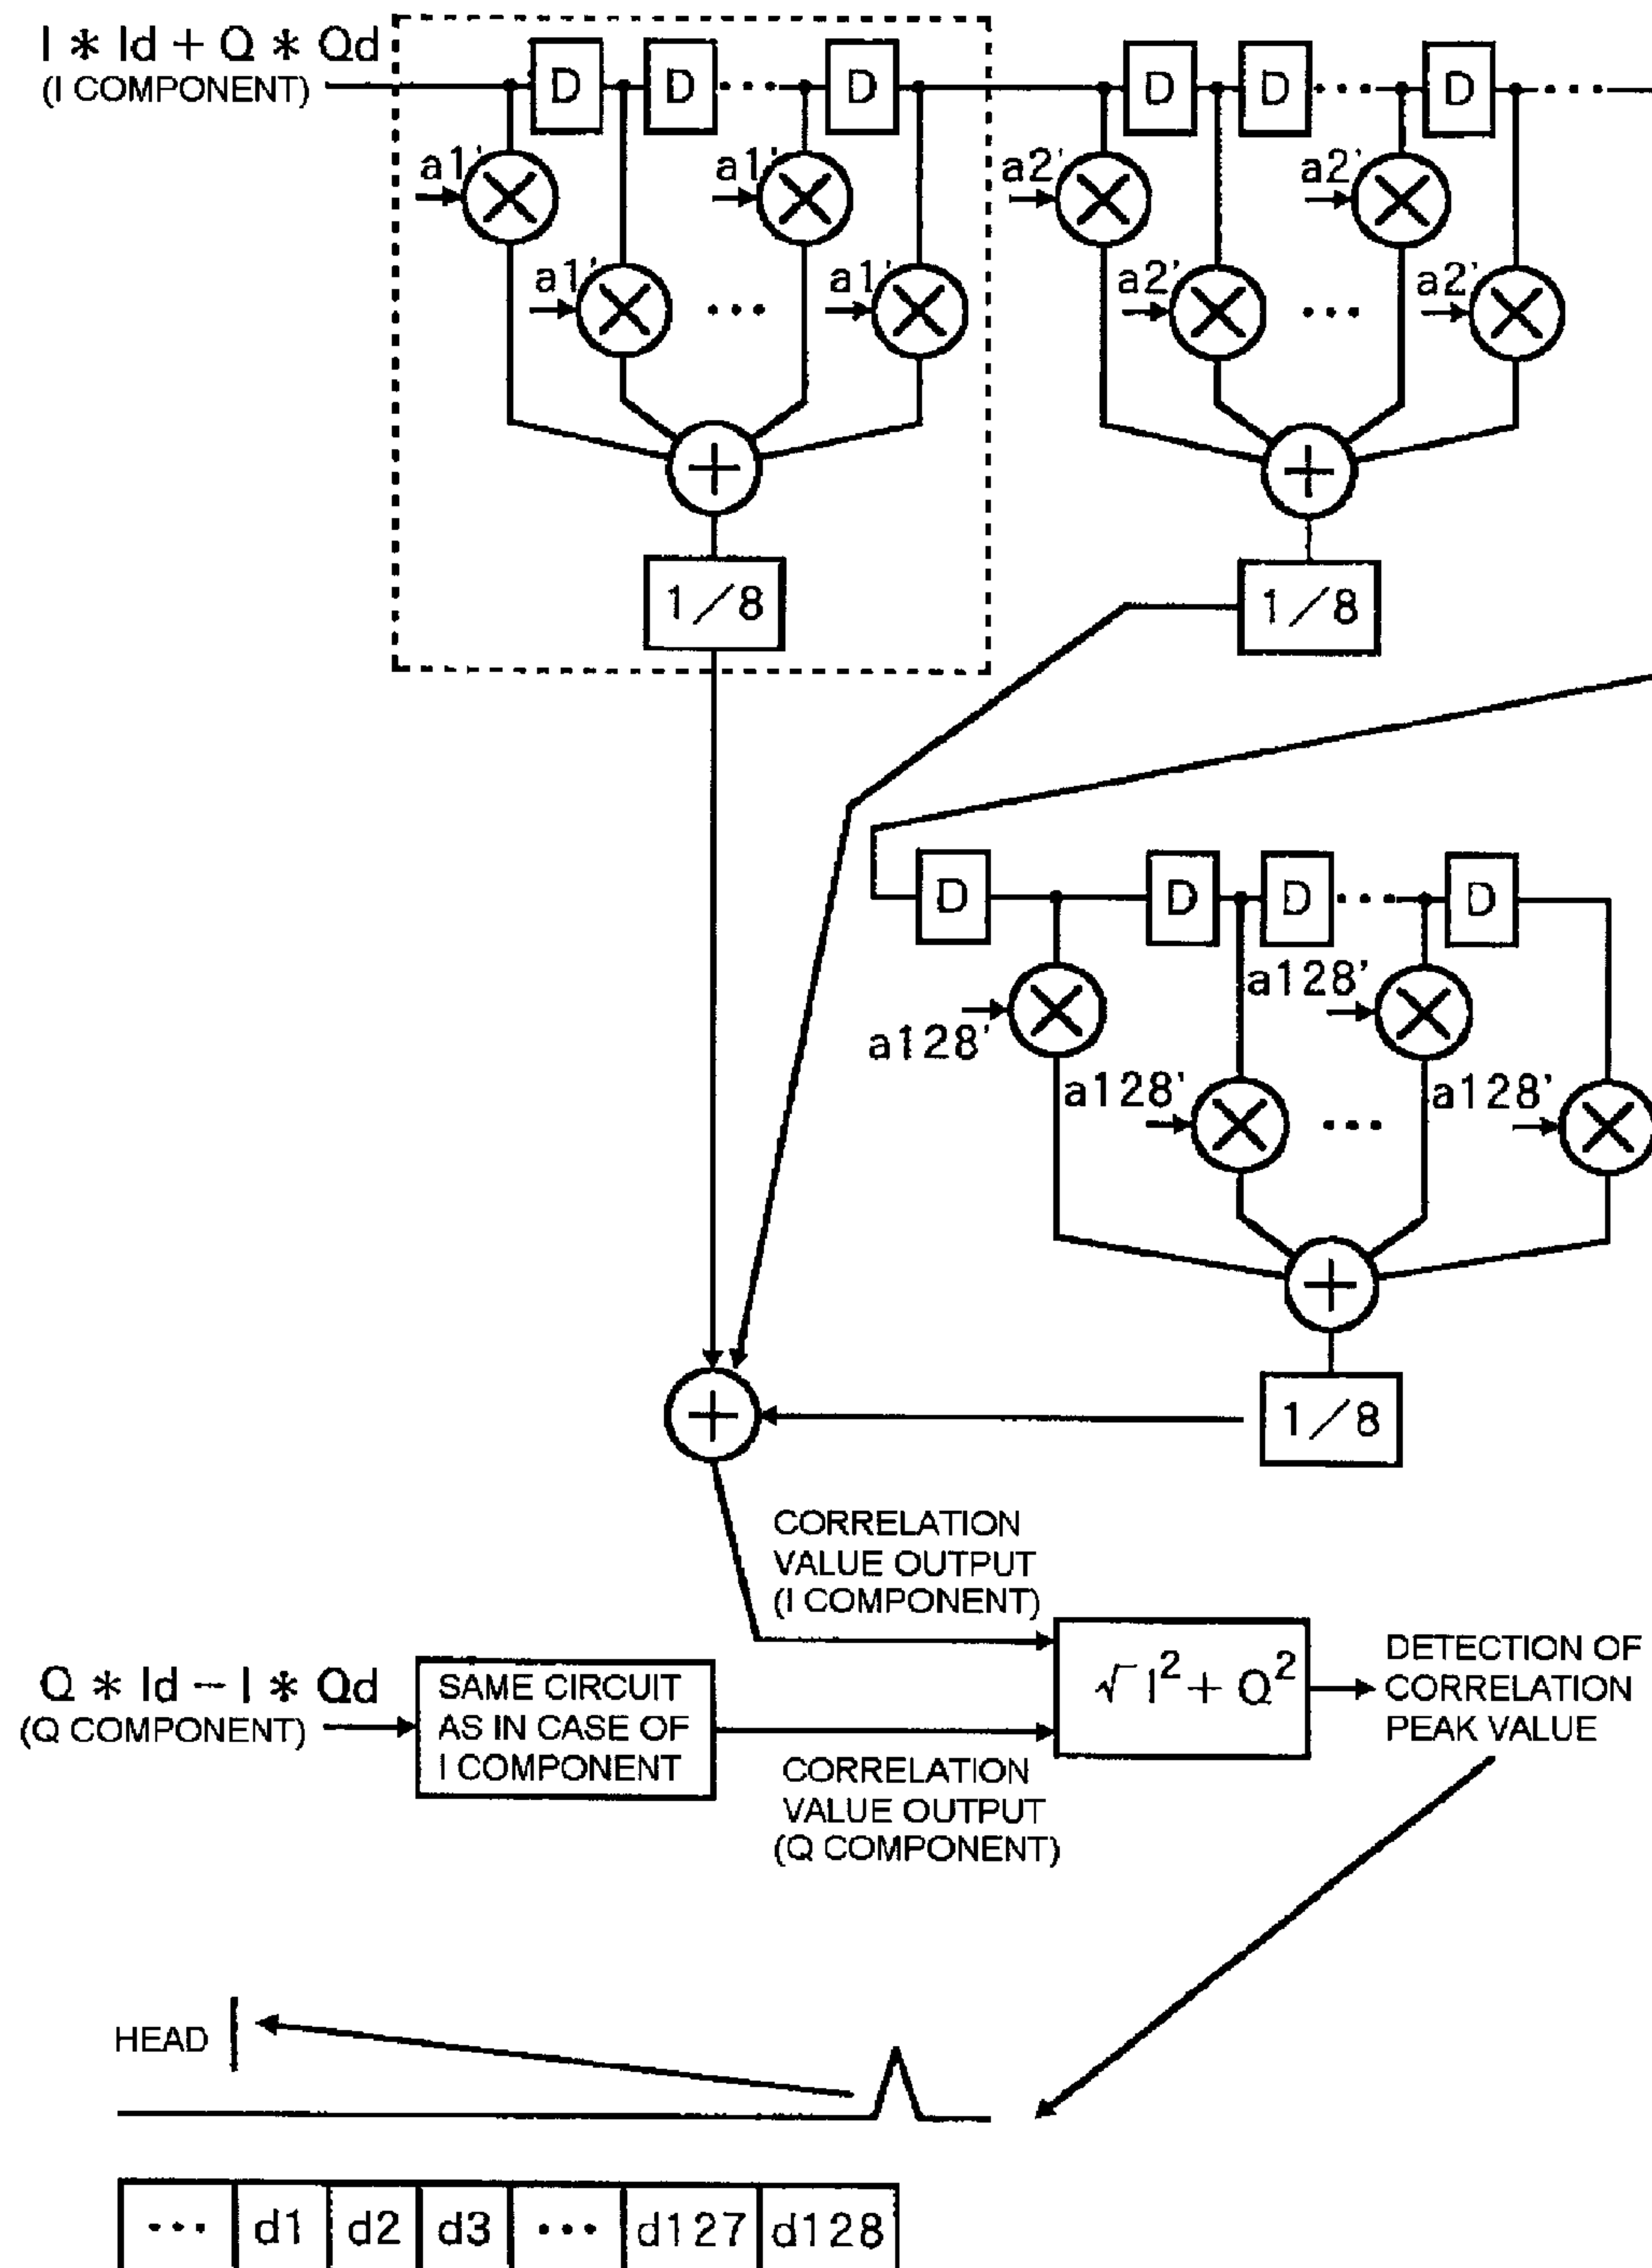 I * Id + Q * Qd
(I COMPONENT)
D D ... D D D ... D ...
a1' a1' a2' a2'
a1' ... a1' a2' ... a2'
1/8 1/8
D D D ... D
a128' a128'
a128' ... a128'
1/8
CORRELATION
VALUE OUTPUT
(I COMPONENT)
Q * Id - I * Qd
(Q COMPONENT)
SAME CIRCUIT
AS IN CASE OF
I COMPONENT
√I² + Q²
DETECTION OF
CORRELATION
PEAK VALUE
CORRELATION
VALUE OUTPUT
(Q COMPONENT)
HEAD
... d1 d2 d3 ... d127 d128